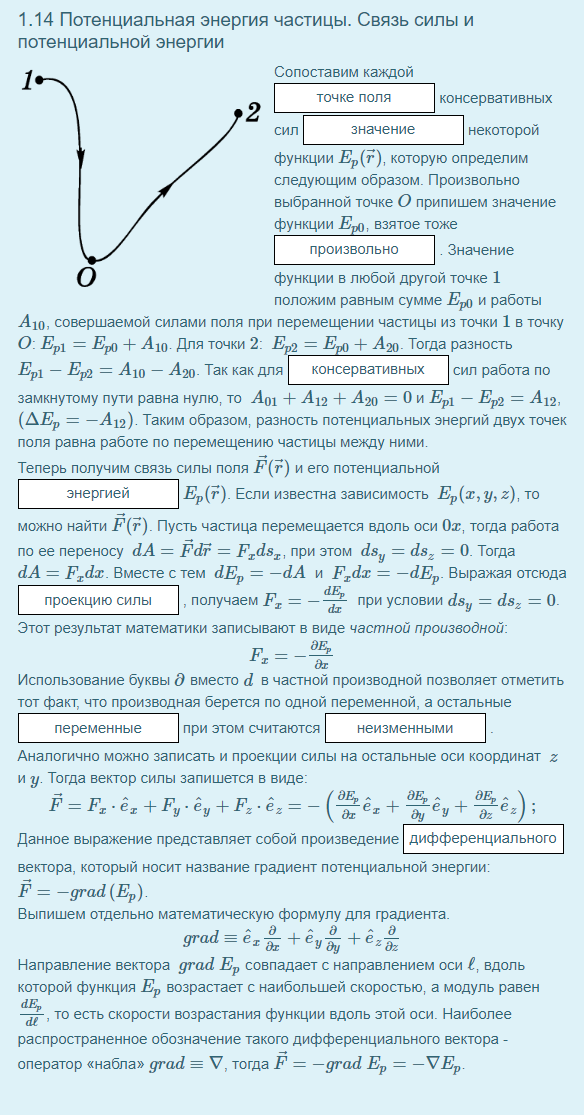 1.14 Потенциальная энергия частицы. Связь силы и
потенциальной энергии
1
2
O
Сопоставим каждой
точке поля консервативных
сил значение некоторой
функции $E_p(\vec{r})$, которую определим
следующим образом. Произвольно
выбранной точке $O$ припишем значение
функции $E_{p0}$, взятое тоже
произвольно . Значение
функции в любой другой точке 1
положим равным сумме $E_{p0}$ и работы
$A_{10}$, совершаемой силами поля при перемещении частицы из точки 1 в точку
$O$: $E_{p1} = E_{p0} + A_{10}$. Для точки 2: $E_{p2} = E_{p0} + A_{20}$. Тогда разность
$E_{p1} - E_{p2} = A_{10} - A_{20}$. Так как для консервативных сил работа по
замкнутому пути равна нулю, то $A_{01} + A_{12} + A_{20} = 0$ и $E_{p1} - E_{p2} = A_{12}$,
$(\Delta E_p = -A_{12})$. Таким образом, разность потенциальных энергий двух точек
поля равна работе по перемещению частицы между ними.
Теперь получим связь силы поля $\vec{F}(\vec{r})$ и его потенциальной
энергией $E_p(\vec{r})$. Если известна зависимость $E_p(x, y, z)$, то
можно найти $\vec{F}(\vec{r})$. Пусть частица перемещается вдоль оси $0x$, тогда работа
по ее переносу $dA = \vec{F}d\vec{r} = F_x ds_x$, при этом $ds_y = ds_z = 0$. Тогда
$dA = F_x dx$. Вместе с тем $dE_p = -dA$ и $F_x dx = -dE_p$. Выражая отсюда
проекцию силы , получаем $F_x = -\frac{dE_p}{dx}$ при условии $ds_y = ds_z = 0$.
Этот результат математики записывают в виде частной производной:
$F_x = -\frac{\partial E_p}{\partial x}$
Использование буквы $\partial$ вместо $d$ в частной производной позволяет отметить
тот факт, что производная берется по одной переменной, а остальные
переменные при этом считаются неизменными .
Аналогично можно записать и проекции силы на остальные оси координат $z$
и $y$. Тогда вектор силы запишется в виде:
$\vec{F} = F_x \cdot \hat{e}_x + F_y \cdot \hat{e}_y + F_z \cdot \hat{e}_z = -\left(\frac{\partial E_p}{\partial x}\hat{e}_x + \frac{\partial E_p}{\partial y}\hat{e}_y + \frac{\partial E_p}{\partial z}\hat{e}_z\right);$
Данное выражение представляет собой произведение дифференциального
вектора, который носит название градиент потенциальной энергии:
$\vec{F} = -grad\,(E_p)$.
Выпишем отдельно математическую формулу для градиента.
$grad \equiv \hat{e}_x\frac{\partial}{\partial x} + \hat{e}_y\frac{\partial}{\partial y} + \hat{e}_z\frac{\partial}{\partial z}$
Направление вектора $grad\ E_p$ совпадает с направлением оси $\ell$, вдоль
которой функция $E_p$ возрастает с наибольшей скоростью, а модуль равен
$\frac{dE_p}{d\ell}$, то есть скорости возрастания функции вдоль этой оси. Наиболее
распространенное обозначение такого дифференциального вектора -
оператор «набла» $grad \equiv \nabla$, тогда $\vec{F} = -grad\ E_p = -\nabla E_p$.